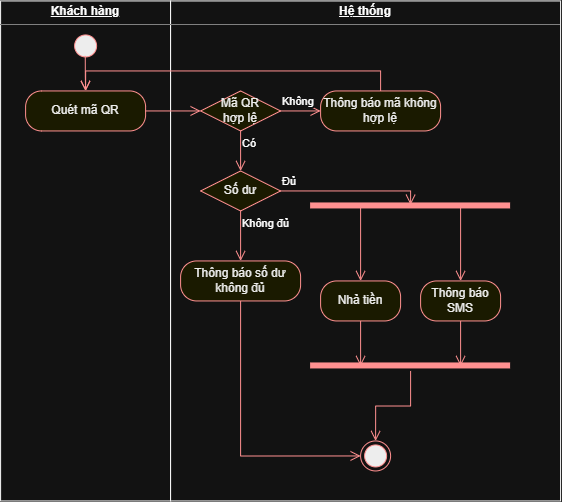 Khách hàng
Hệ thống
Quét mã QR
Mã QR
hợp lệ
Không
Thông báo mã không
hợp lệ
Có
Số dư
Đủ
Không đủ
Thông báo số dư
không đủ
Nhả tiền
Thông báo
SMS